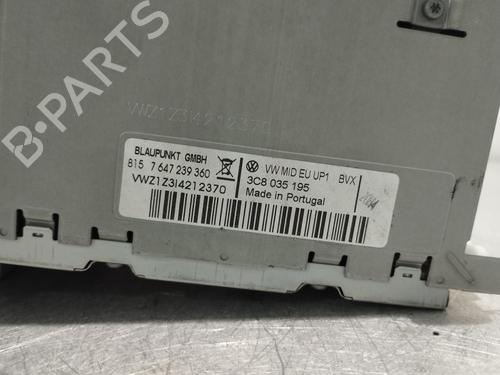 B-PARTS
VWZ1Z3I4212370
BLAUPUNKT GMBH
815 7 647 239 360
VWZ1Z3I4212370
VW MID EU UP1 BVX
3C8 035 195
Made in Portugal